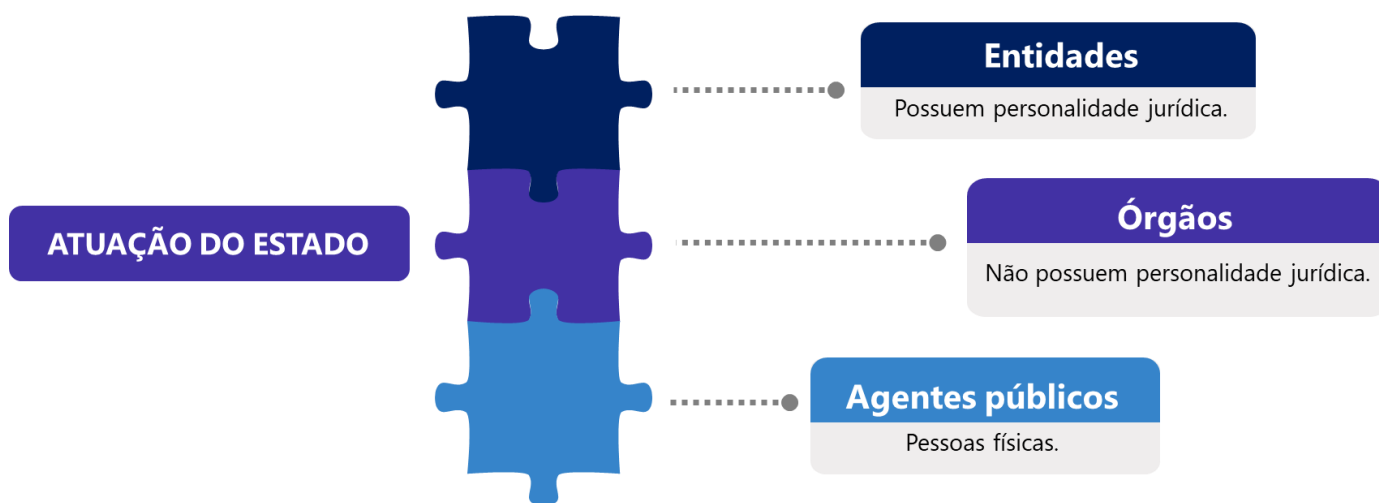 ATUAÇÃO DO ESTADO
Entidades
Possuem personalidade jurídica.
Órgãos
Não possuem personalidade jurídica.
Agentes públicos
Pessoas físicas.